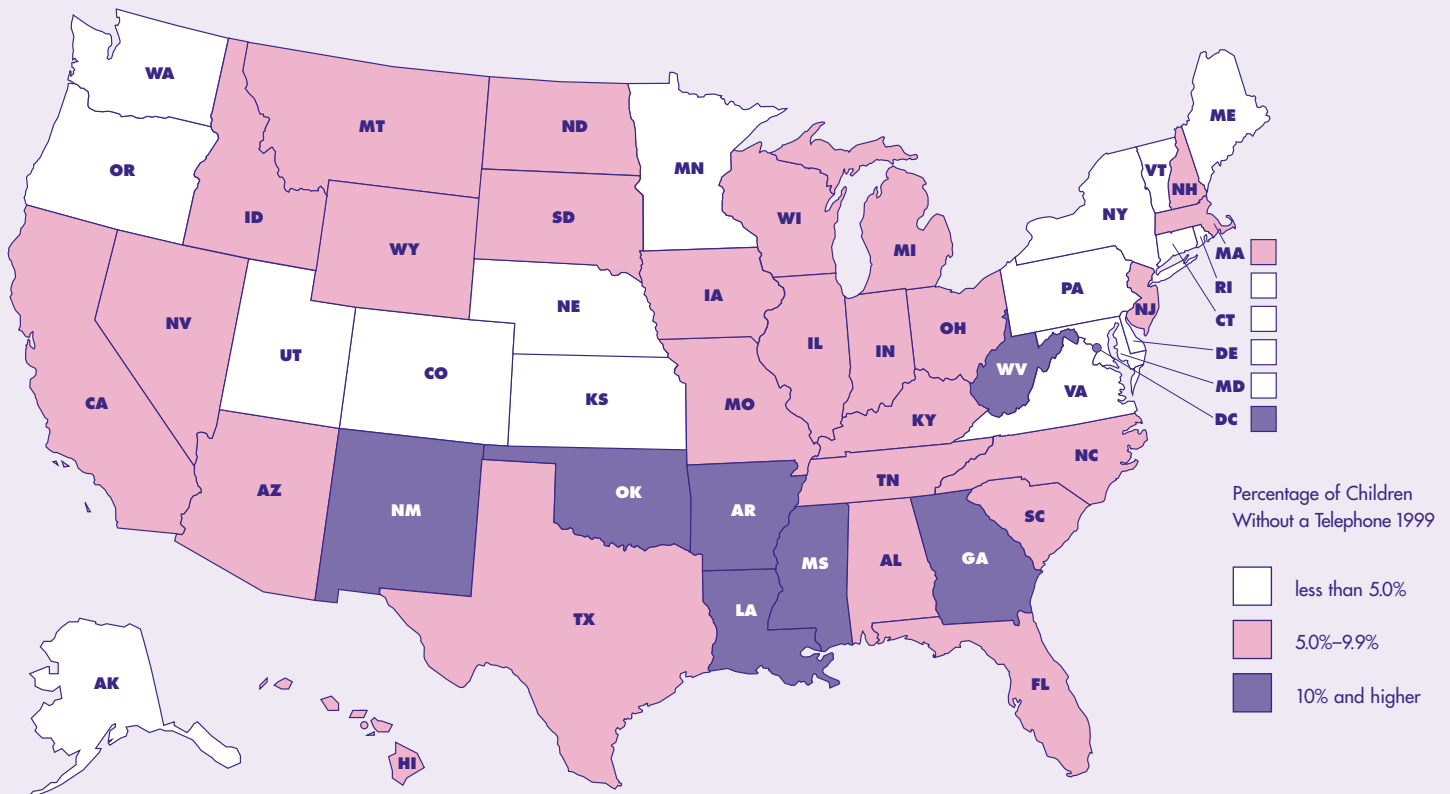 WA
MT
ND
MN
ME
OR
ID
SD
WI
VT
NH
NY
WY
MI
MA
RI
CT
DE
MD
DC
IA
NE
PA
NJ
NV
UT
CO
IL
IN
OH
WV
VA
CA
KS
MO
KY
NC
AZ
NM
OK
AR
TN
SC
MS
AL
GA
TX
LA
FL
AK
HI
Percentage of Children
Without a Telephone 1999
less than 5.0%
5.0%–9.9%
10% and higher